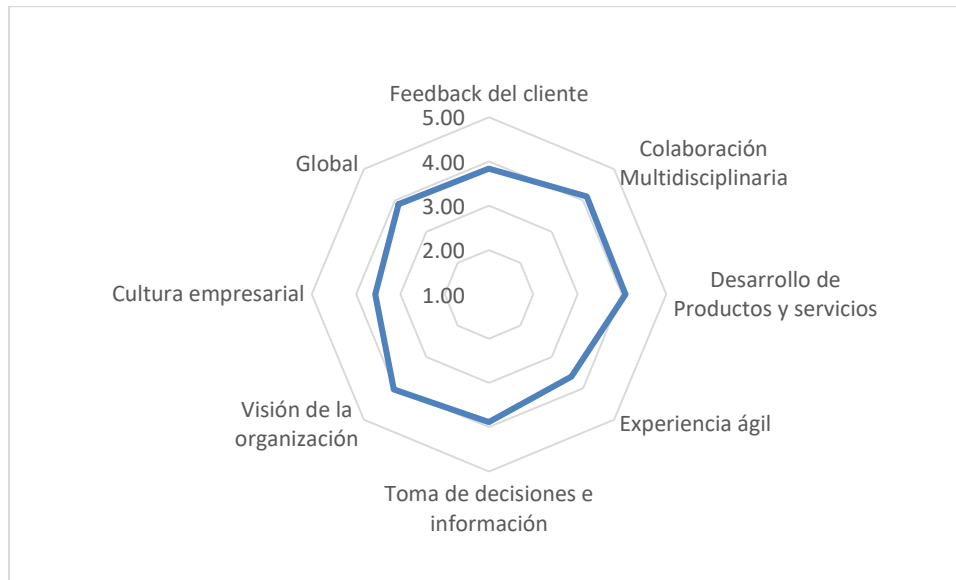 Feedback del cliente
5.00
4.00
3.00
2.00
1.00
Colaboración
Multidisciplinaria
Desarrollo de
Productos y servicios
Experiencia ágil
Toma de decisiones e
información
Visión de la
organización
Cultura empresarial
Global